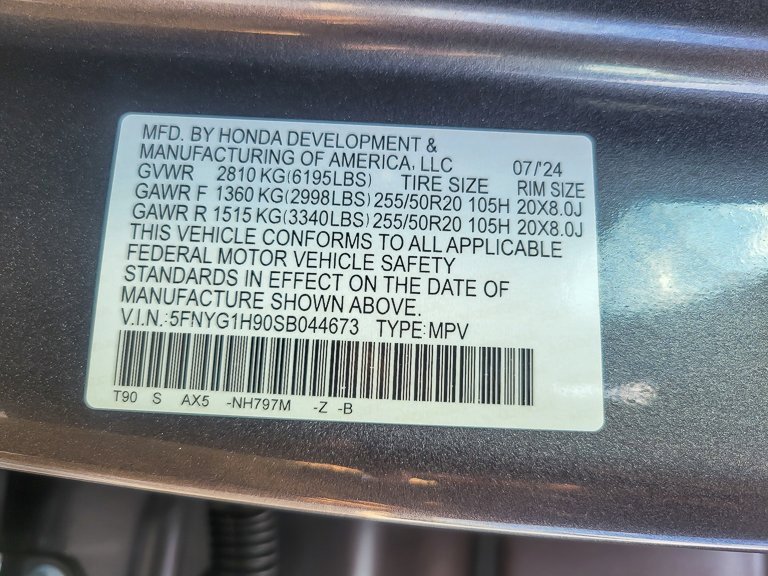 MFD. BY HONDA DEVELOPMENT &
MANUFACTURING OF AMERICA, LLC 07/'24
GVWR 2810 KG(6195LBS) TIRE SIZE RIM SIZE
GAWR F 1360 KG(2998LBS) 255/50R20 105H 20X8.0J
GAWR R 1515 KG(3340LBS) 255/50R20 105H 20X8.0J
THIS VEHICLE CONFORMS TO ALL APPLICABLE
FEDERAL MOTOR VEHICLE SAFETY
STANDARDS IN EFFECT ON THE DATE OF
MANUFACTURE SHOWN ABOVE.
V.I.N.:5FNYG1H90SB044673 TYPE:MPV
T90 S AX5 -NH797M -Z -B